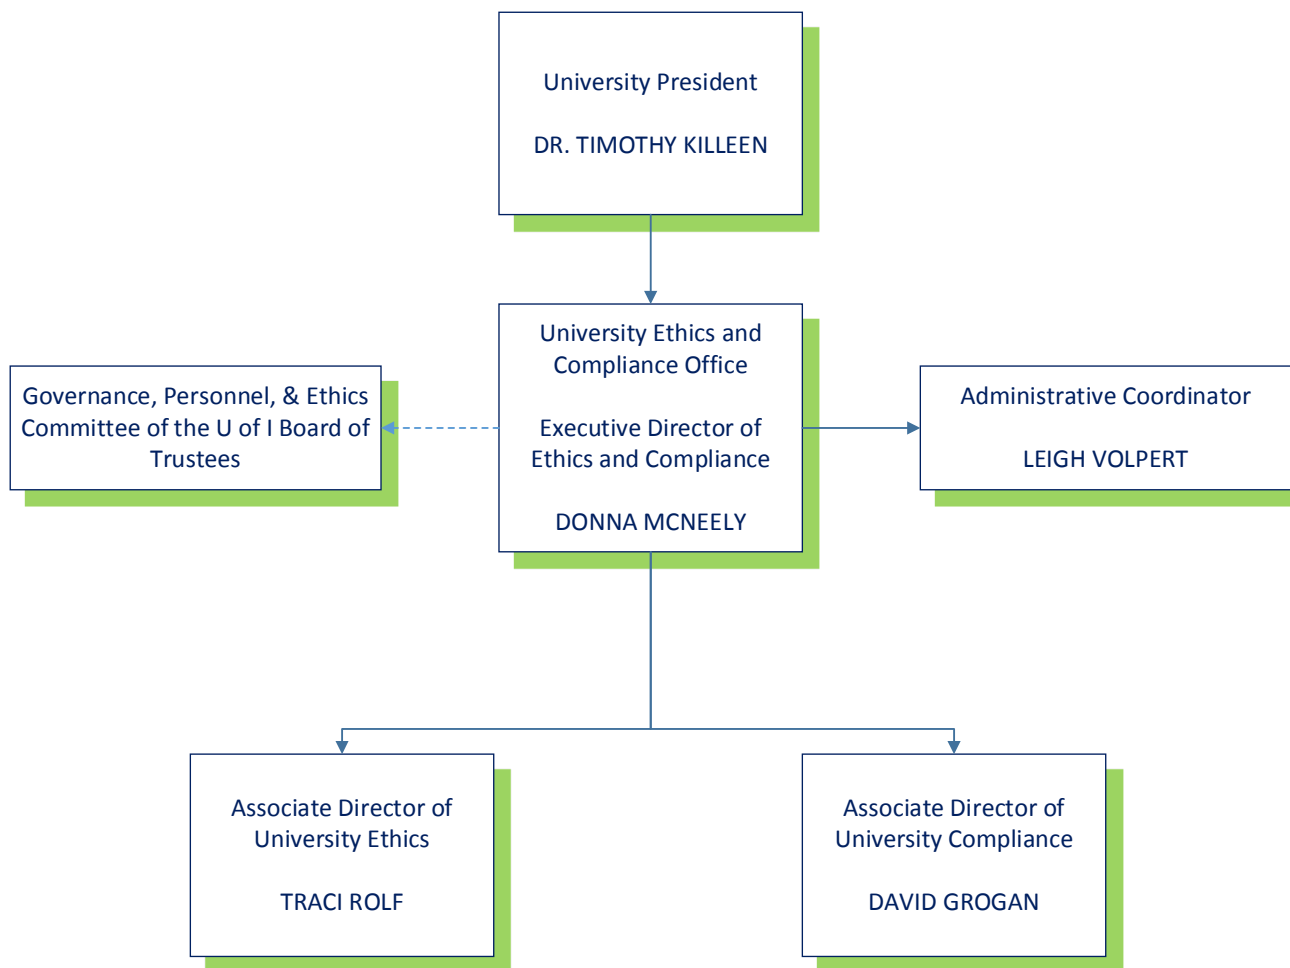 University President
DR. TIMOTHY KILLEEN
University Ethics and
Compliance Office
Executive Director of
Ethics and Compliance
DONNA MCNEELY
Governance, Personnel, & Ethics
Committee of the U of I Board of
Trustees
Administrative Coordinator
LEIGH VOLPERT
Associate Director of
University Ethics
TRACI ROLF
Associate Director of
University Compliance
DAVID GROGAN